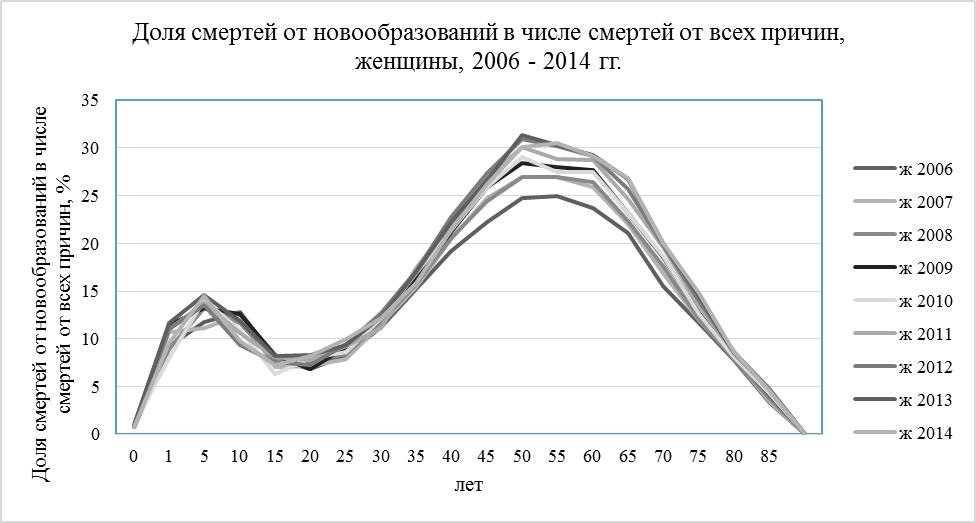 Доля смертей от новообразований в числе смертей от всех причин,
женщины, 2006 - 2014 гг.
Доля смертей от новообразований в числе
смертей от всех причин, %
35
30
25
20
15
10
5
0
0 1 5 10 15 20 25 30 35 40 45 50 55 60 65 70 75 80 85
лет
ж 2006
ж 2007
ж 2008
ж 2009
ж 2010
ж 2011
ж 2012
ж 2013
ж 2014